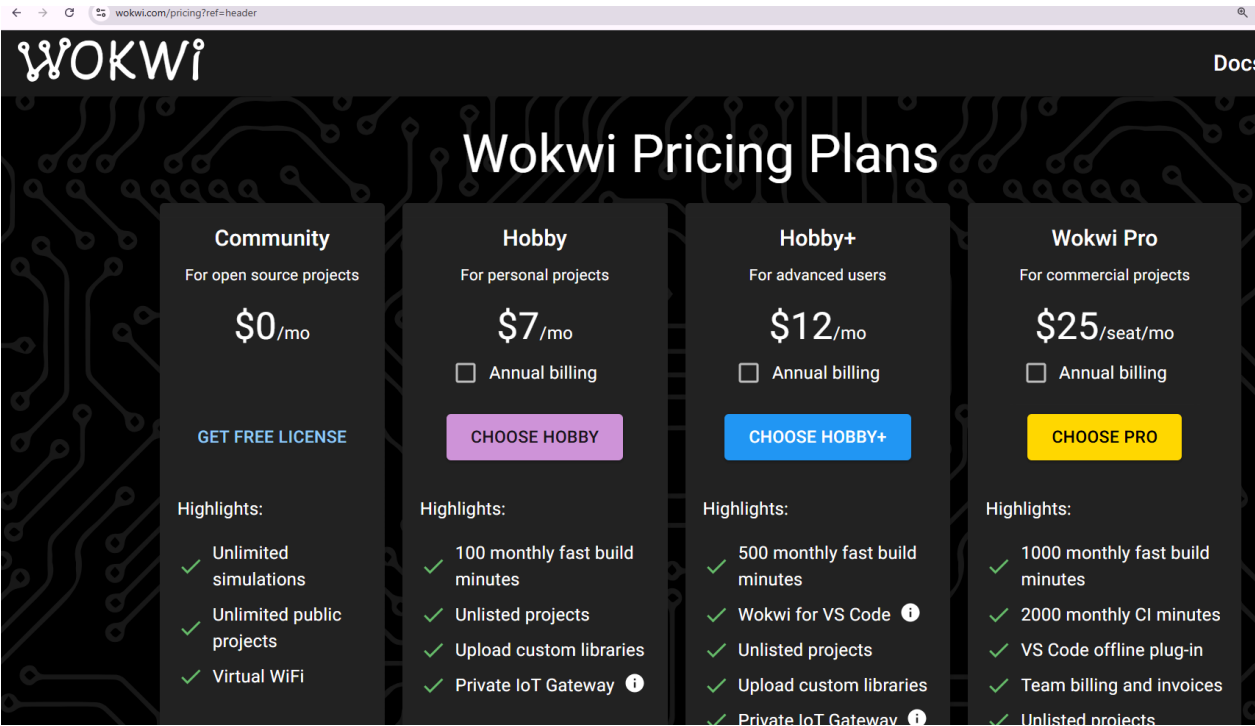 wokwi.com/pricing?ref=header
WOKWi
Docs
Wokwi Pricing Plans
Community
For open source projects
$0/mo
GET FREE LICENSE
Highlights:
Unlimited
simulations
Unlimited public
projects
Virtual WiFi
Hobby
For personal projects
$7/mo
Annual billing
CHOOSE HOBBY
Highlights:
100 monthly fast build
minutes
Unlisted projects
Upload custom libraries
Private IoT Gateway
Hobby+
For advanced users
$12/mo
Annual billing
CHOOSE HOBBY+
Highlights:
500 monthly fast build
minutes
Wokwi for VS Code
Unlisted projects
Upload custom libraries
Private IoT Gateway
Wokwi Pro
For commercial projects
$25/seat/mo
Annual billing
CHOOSE PRO
Highlights:
1000 monthly fast build
minutes
2000 monthly CI minutes
VS Code offline plug-in
Team billing and invoices
Unlisted projects